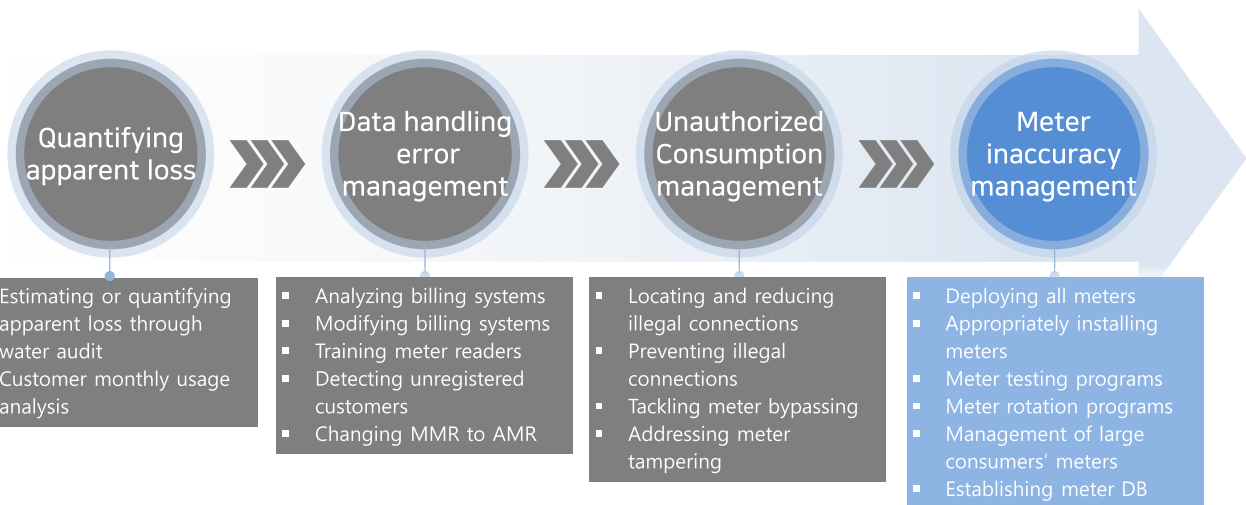 Quantifying
apparent loss
Data handling
error
management
Unauthorized
Consumption
management
Meter
inaccuracy
management
Estimating or quantifying
apparent loss through
water audit
Customer monthly usage
analysis
▪ Analyzing billing systems
▪ Modifying billing systems
▪ Training meter readers
▪ Detecting unregistered
customers
▪ Changing MMR to AMR
▪ Locating and reducing
illegal connections
▪ Preventing illegal
connections
▪ Tackling meter bypassing
▪ Addressing meter
tampering
▪ Deploying all meters
▪ Appropriately installing
meters
▪ Meter testing programs
▪ Meter rotation programs
▪ Management of large
consumers’ meters
▪ Establishing meter DB